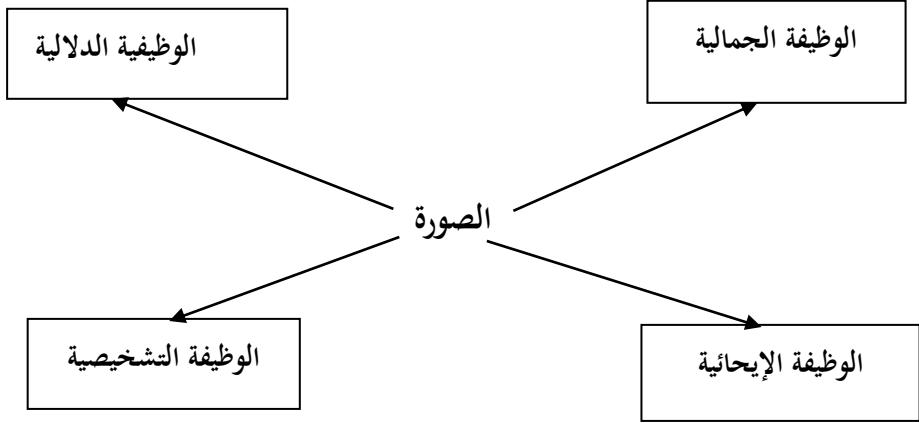 الوظيفة الجمالية
الوظيفية الدلالية
الصورة
الوظيفة الإيحائية
الوظيفة التشخيصية